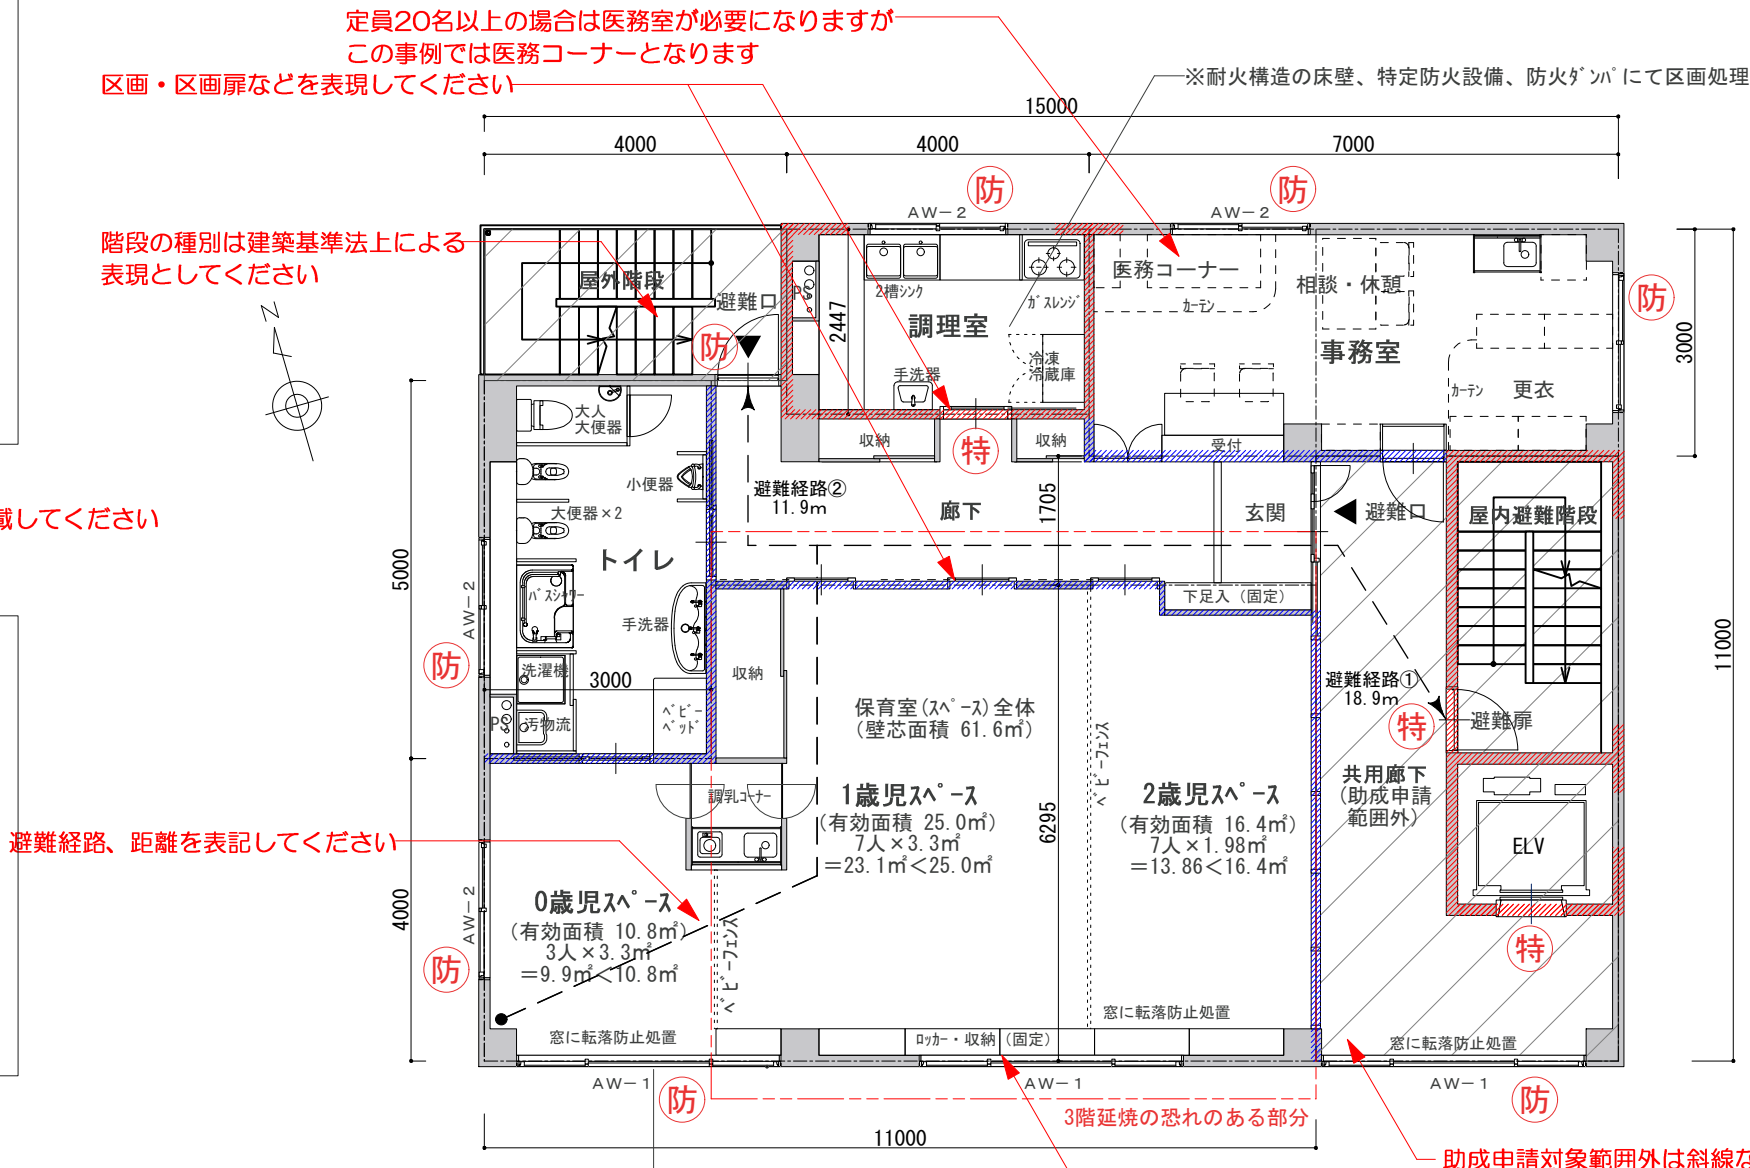 定員20名以上の場合は医務室が必要になりますが
この事例では医務コーナーとなります
区画・区画扉などを表現してください
※耐火構造の床壁、特定防火設備、防火ﾀﾞﾝﾊﾟにて区画処理
15000
4000
4000
7000
防
防
AW-2
AW-2
階段の種別は建築基準法上による
表現としてください
屋外階段
避難口
PS
2槽ｼﾝｸ
ｶﾞｽﾚﾝｼﾞ
医務コーナー
ｶｰﾃﾝ
相談・休憩
防
N
防
2447
調理室
事務室
3000
冷凍
冷蔵庫
手洗器
ｶｰﾃﾝ
更衣
大人
大便器
収納
特
収納
受付
小便器
避難経路②
11.9m
大便器×2
廊下
1705
玄関
避難口
屋内避難階段
載してください
トイレ
5000
AW-2
ﾊﾞｽｼｬﾜｰ
手洗器
下足入（固定）
11000
防
洗濯機
3000
収納
避難経路①
18.9m
特
避難扉
PS
汚物流
ﾍﾞﾋﾞｰ
ﾍﾞｯﾄﾞ
保育室(ｽﾍﾟｰｽ)全体
(壁芯面積 61.6㎡)
ﾍﾞﾋﾞｰﾌｪﾝｽ
調乳ｺｰﾅｰ
1歳児ｽﾍﾟｰｽ
(有効面積 25.0㎡)
7人×3.3㎡
=23.1㎡<25.0㎡
6295
2歳児ｽﾍﾟｰｽ
(有効面積 16.4㎡)
7人×1.98㎡
=13.86<16.4㎡
共用廊下
(助成申請
範囲外)
ELV
避難経路、距離を表記してください
4000
AW-2
防
0歳児ｽﾍﾟｰｽ
(有効面積 10.8㎡)
3人×3.3㎡
=9.9㎡<10.8㎡
ﾍﾞﾋﾞｰﾌｪﾝｽ
特
窓に転落防止処置
窓に転落防止処置
ﾛｯｶｰ・収納（固定）
窓に転落防止処置
AW-1
防
AW-1
AW-1
防
3階延焼の恐れのある部分
11000
助成申請対象範囲外は斜線な